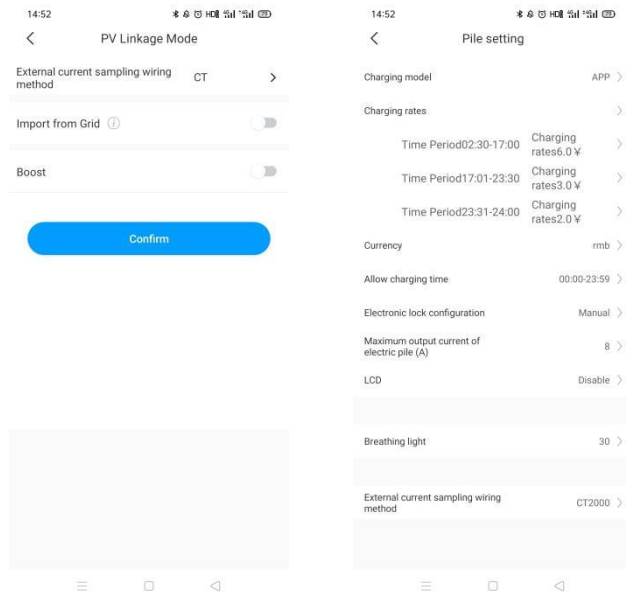 14:52
PV Linkage Mode
External current sampling wiring
method
CT
Import from Grid
Boost
Confirm
14:52
Pile setting
Charging model
APP
Charging rates
Time Period02:30-17:00
Charging
rates6.0¥
Time Period17:01-23:30
Charging
rates3.0¥
Time Period23:31-24:00
Charging
rates2.0¥
Currency
rmb
Allow charging time
00:00-23:59
Electronic lock configuration
Manual
Maximum output current of
electric pile (A)
8
LCD
Disable
Breathing light
30
External current sampling wiring
method
CT2000